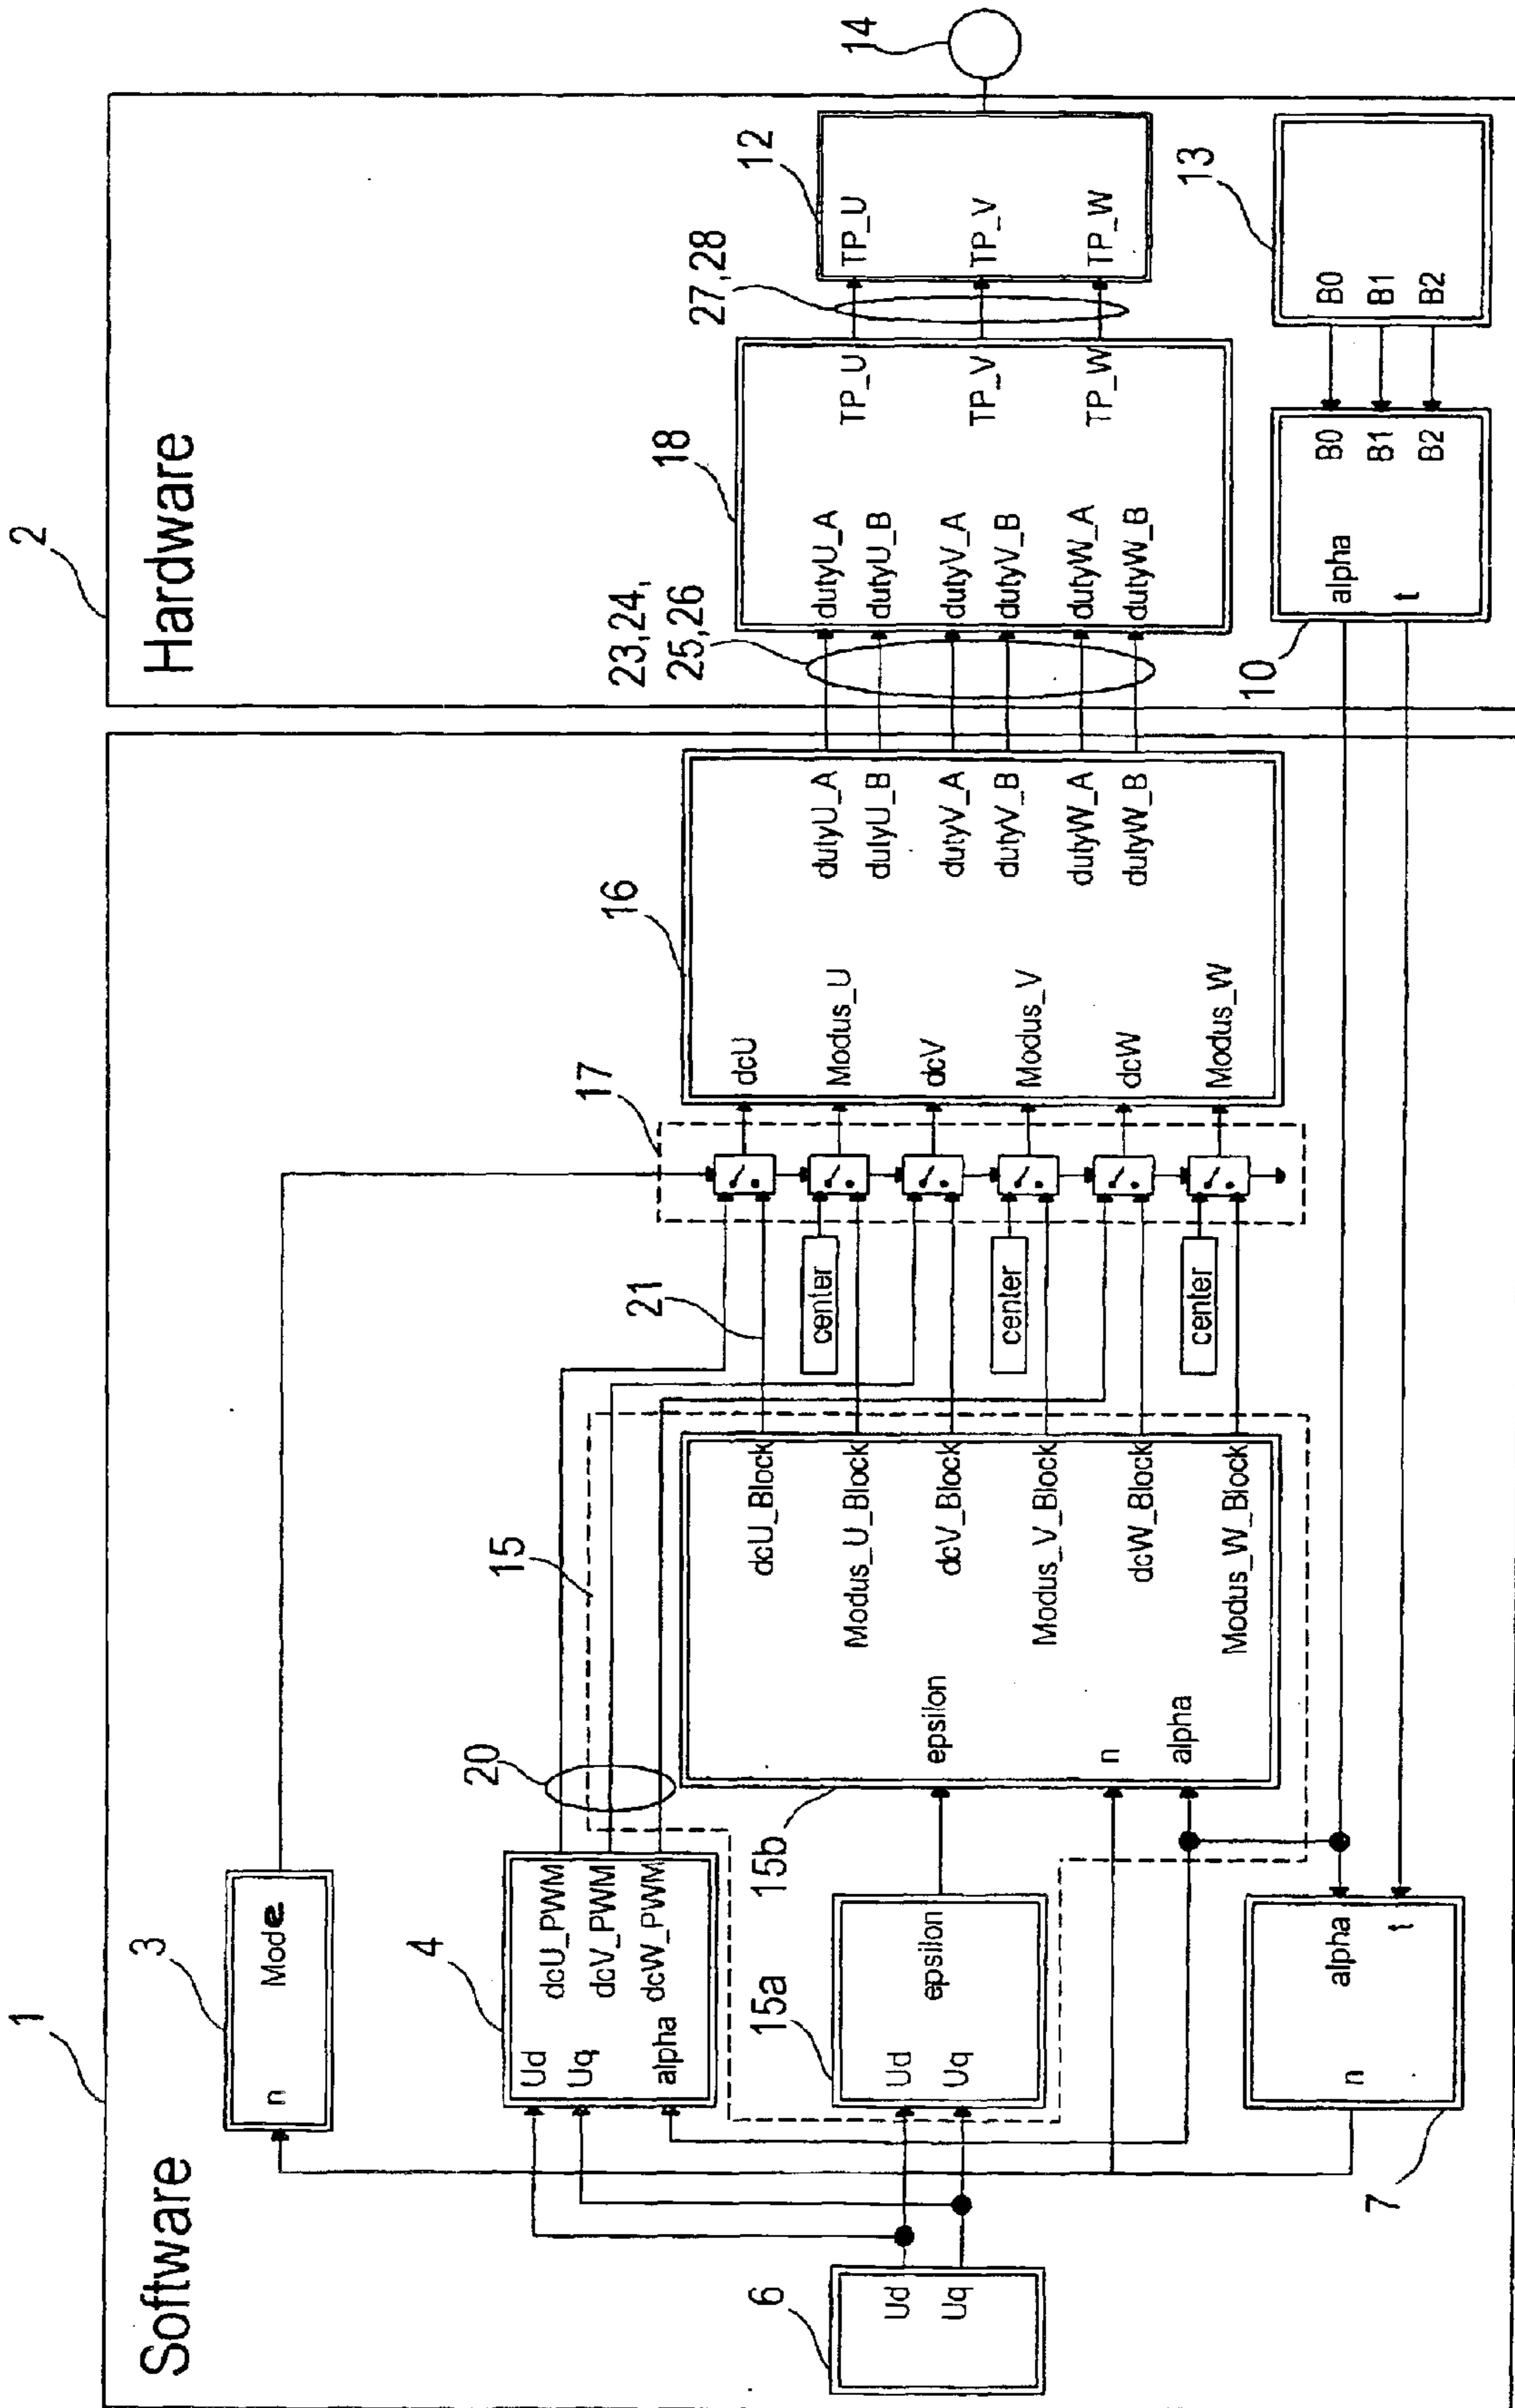 1
Software
2
Hardware
3
n
Mode
4
Ud
Uq
alpha
dcU_PWM
dcV_PWM
dcW_PWM
20
15
6
Ud
Uq
15a
Ud
Uq
epsilon
15b
epsilon
n
alpha
dcU_Block
Modus_U_Block
dcV_Block
Modus_V_Block
dcW_Block
Modus_W_Block
21
center
center
center
17
16
dcU
Modus_U
dcV
Modus_V
dcW
Modus_W
dutyU_A
dutyU_B
dutyV_A
dutyV_B
dutyW_A
dutyW_B
23,24,
25,26
18
dutyU_A
dutyU_B
dutyV_A
dutyV_B
dutyW_A
dutyW_B
TP_U
TP_V
TP_W
27,28
12
TP_U
TP_V
TP_W
14
7
n
alpha
t
10
alpha
t
B0
B1
B2
13
B0
B1
B2